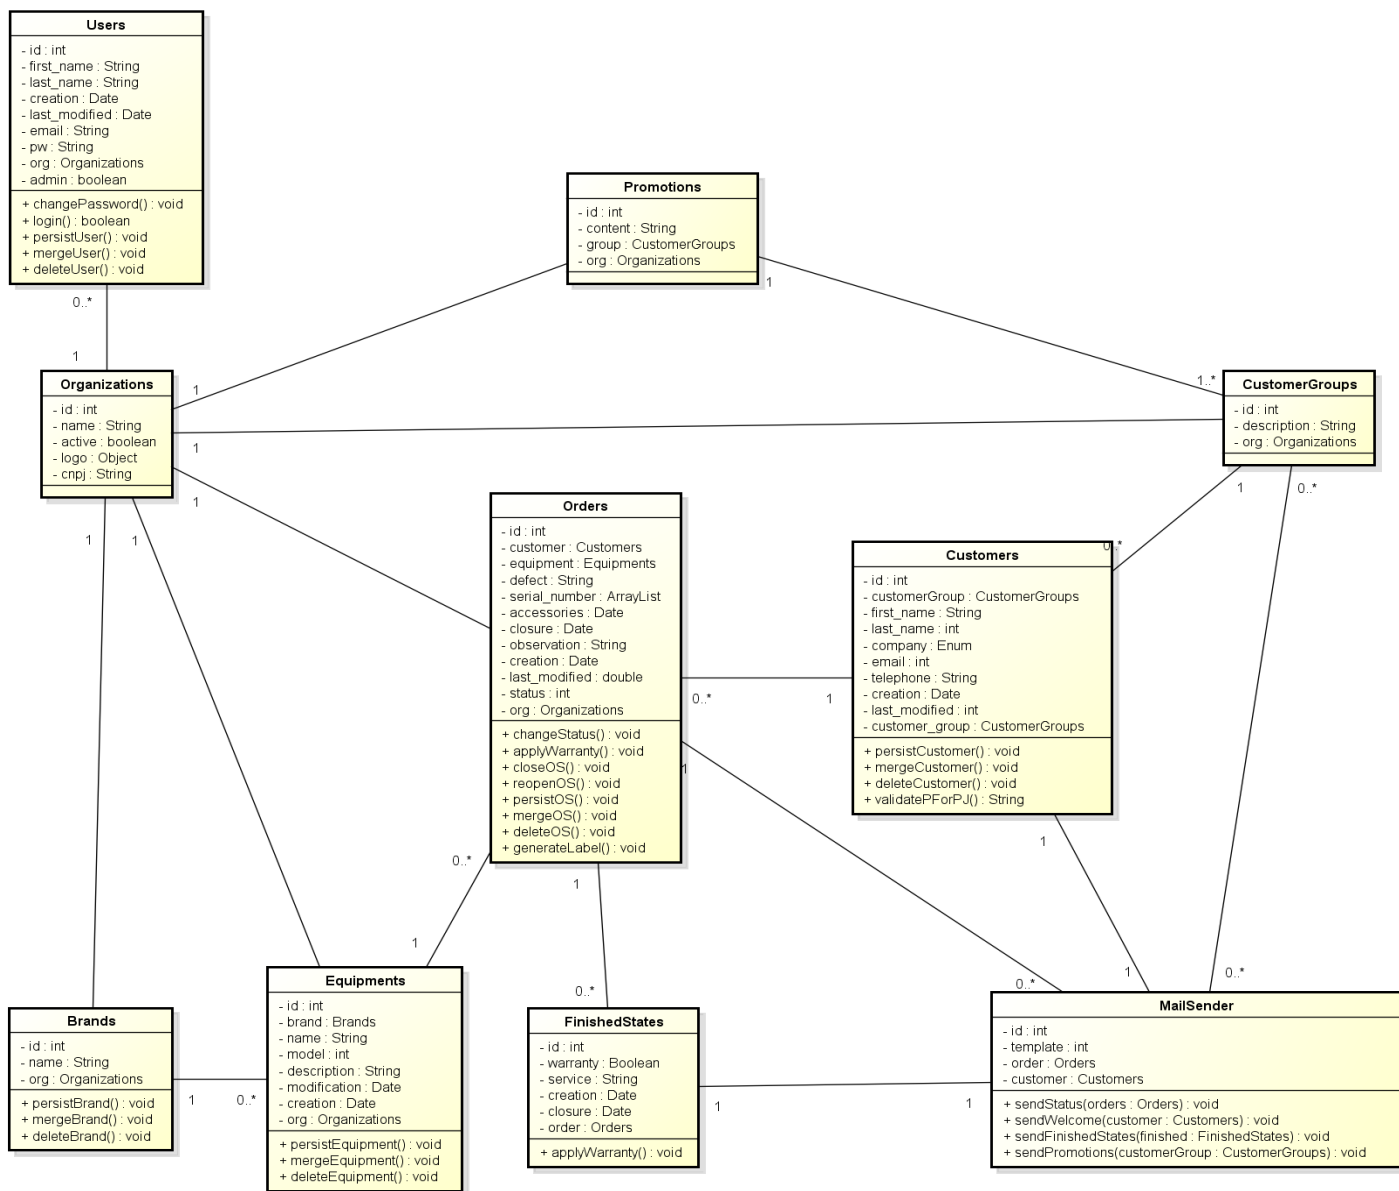 Users
- id : int
- first_name : String
- last_name : String
- creation : Date
- last_modified : Date
- email : String
- pw : String
- org : Organizations
- admin : boolean
+ changePassword() : void
+ login() : boolean
+ persistUser() : void
+ mergeUser() : void
+ deleteUser() : void
0..*
1
Promotions
- id : int
- content : String
- group : CustomerGroups
- org : Organizations
1
1..*
Organizations
- id : int
- name : String
- active : boolean
- logo : Object
- cnpj : String
1
1
1
1
1
CustomerGroups
- id : int
- description : String
- org : Organizations
1
0..*
0..*
Orders
- id : int
- customer : Customers
- equipment : Equipments
- defect : String
- serial_number : ArrayList
- accessories : Date
- closure : Date
- observation : String
- creation : Date
- last_modified : double
- status : int
- org : Organizations
+ changeStatus() : void
+ applyWarranty() : void
+ closeOS() : void
+ reopenOS() : void
+ persistOS() : void
+ mergeOS() : void
+ deleteOS() : void
+ generateLabel() : void
0..*
1
1
0..*
1
1
0..*
Customers
- id : int
- customerGroup : CustomerGroups
- first_name : String
- last_name : int
- company : Enum
- email : int
- telephone : String
- creation : Date
- last_modified : int
- customer_group : CustomerGroups
+ persistCustomer() : void
+ mergeCustomer() : void
+ deleteCustomer() : void
+ validatePForPJ() : String
1
1
0..*
0..*
Brands
- id : int
- name : String
- org : Organizations
+ persistBrand() : void
+ mergeBrand() : void
+ deleteBrand() : void
1
0..*
Equipments
- id : int
- brand : Brands
- name : String
- model : int
- description : String
- modification : Date
- creation : Date
- org : Organizations
+ persistEquipment() : void
+ mergeEquipment() : void
+ deleteEquipment() : void
FinishedStates
- id : int
- warranty : Boolean
- service : String
- creation : Date
- closure : Date
- order : Orders
+ applyWarranty() : void
1
1
MailSender
- id : int
- template : int
- order : Orders
- customer : Customers
+ sendStatus(orders : Orders) : void
+ sendWelcome(customer : Customers) : void
+ sendFinishedStates(finished : FinishedStates) : void
+ sendPromotions(customerGroup : CustomerGroups) : void